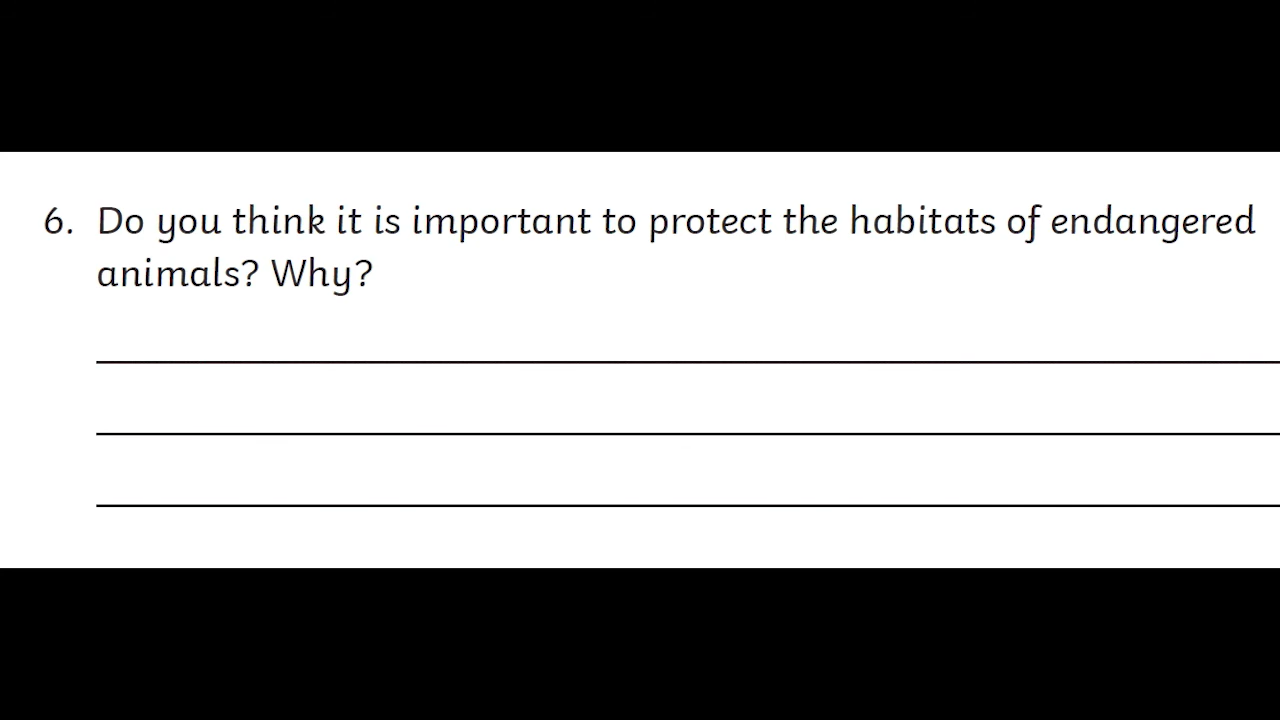 6. Do you think it is important to protect the habitats of endangered
animals? Why?